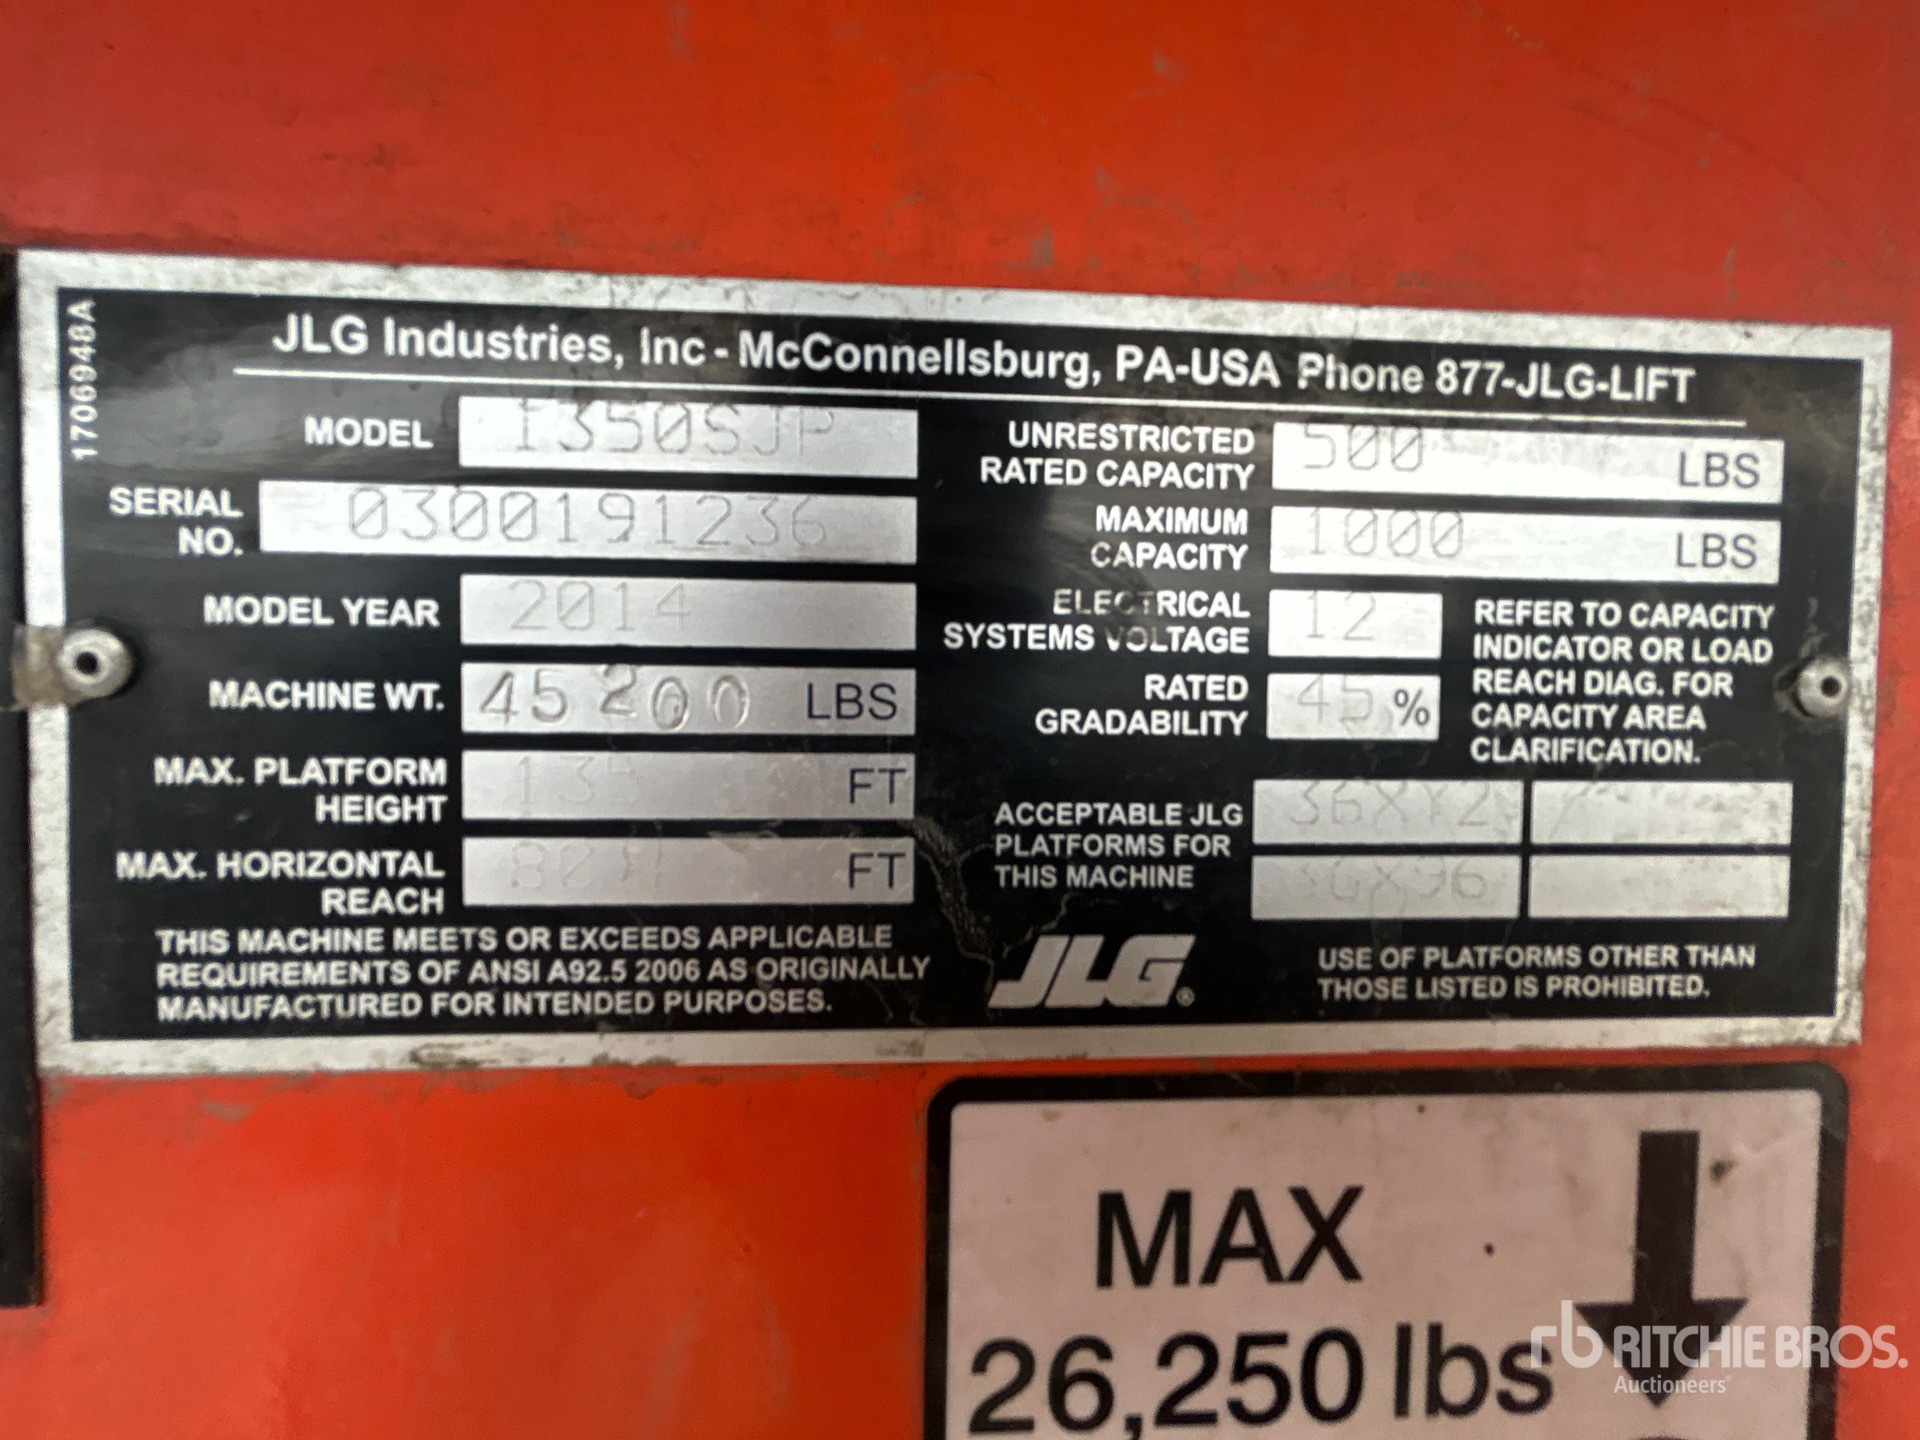 1706948A
JLG Industries, Inc - McConnellsburg, PA-USA Phone 877-JLG-LIFT
MODEL 1350SJP
SERIAL NO. 0300191236
MODEL YEAR 2014
MACHINE WT. 45200 LBS
MAX. PLATFORM HEIGHT 135 FT
MAX. HORIZONTAL REACH 80 FT
THIS MACHINE MEETS OR EXCEEDS APPLICABLE
REQUIREMENTS OF ANSI A92.5 2006 AS ORIGINALLY
MANUFACTURED FOR INTENDED PURPOSES.
UNRESTRICTED RATED CAPACITY 500 LBS
MAXIMUM CAPACITY 1000 LBS
ELECTRICAL SYSTEMS VOLTAGE 12
RATED GRADABILITY 45 %
REFER TO CAPACITY
INDICATOR OR LOAD
REACH DIAG. FOR
CAPACITY AREA
CLARIFICATION.
ACCEPTABLE JLG
PLATFORMS FOR
THIS MACHINE
36X96
JLG®
USE OF PLATFORMS OTHER THAN
THOSE LISTED IS PROHIBITED.
MAX
26,250 lbs
rb RITCHIE BROS.
Auctioneers